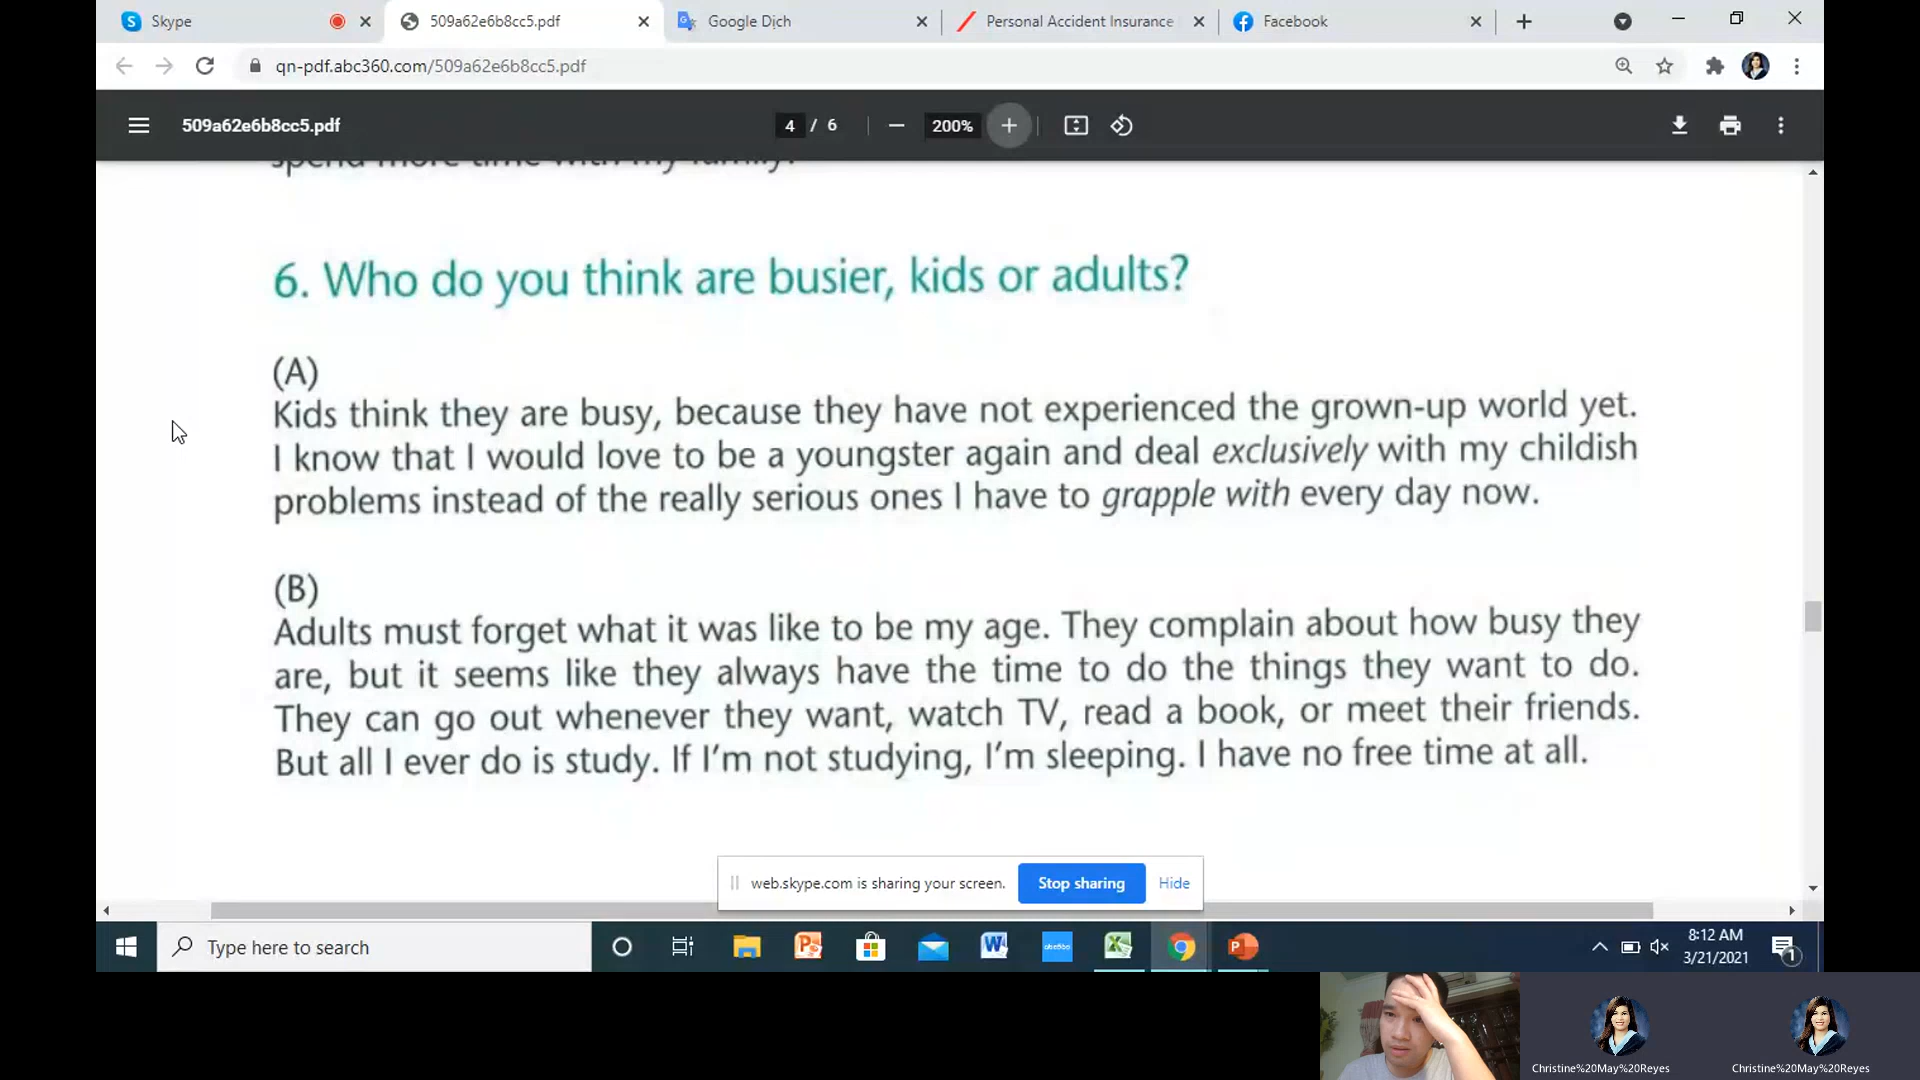 Skype
509a62e6b8cc5.pdf
Google Dịch
Personal Accident Insurance
Facebook
qn-pdf.abc360.com/509a62e6b8cc5.pdf
509a62e6b8cc5.pdf
4 / 6
200%
spend more time with my family.
6. Who do you think are busier, kids or adults?
(A)
Kids think they are busy, because they have not experienced the grown-up world yet.
I know that I would love to be a youngster again and deal exclusively with my childish
problems instead of the really serious ones I have to grapple with every day now.
(B)
Adults must forget what it was like to be my age. They complain about how busy they
are, but it seems like they always have the time to do the things they want to do.
They can go out whenever they want, watch TV, read a book, or meet their friends.
But all I ever do is study. If I'm not studying, I'm sleeping. I have no free time at all.
web.skype.com is sharing your screen.
Stop sharing
Hide
Type here to search
8:12 AM
3/21/2021
1
Christine%20May%20Reyes
Christine%20May%20Reyes